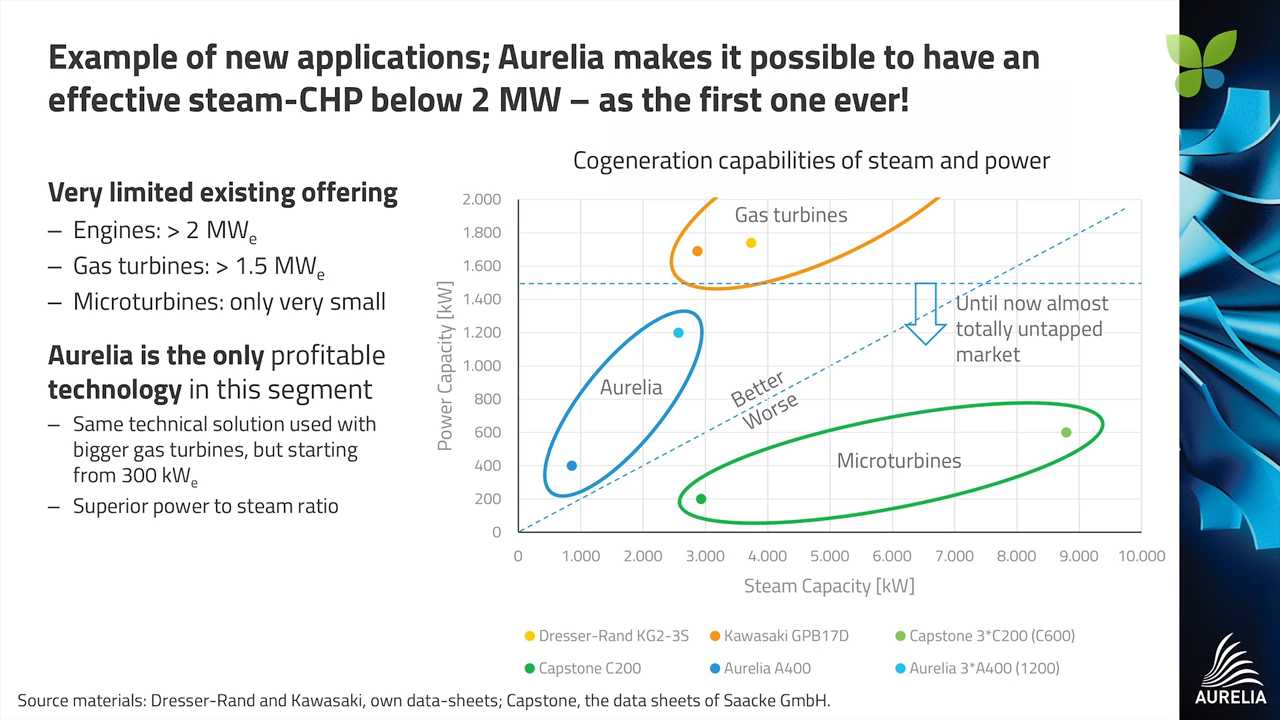 Example of new applications; Aurelia makes it possible to have an
effective steam-CHP below 2 MW – as the first one ever!
Very limited existing offering
– Engines: > 2 MWe
– Gas turbines: > 1.5 MWe
– Microturbines: only very small
Aurelia is the only profitable
technology in this segment
– Same technical solution used with
bigger gas turbines, but starting
from 300 kWe
– Superior power to steam ratio
Cogeneration capabilities of steam and power
Power Capacity [kW]
2.000
1.800
1.600
1.400
1.200
1.000
800
600
400
200
0
Gas turbines
Until now almost
totally untapped
market
Aurelia
Better
Worse
Microturbines
0 1.000 2.000 3.000 4.000 5.000 6.000 7.000 8.000 9.000 10.000
Steam Capacity [kW]
Dresser-Rand KG2-3S Kawasaki GPB17D Capstone 3*C200 (C600)
Capstone C200 Aurelia A400 Aurelia 3*A400 (1200)
Source materials: Dresser-Rand and Kawasaki, own data-sheets; Capstone, the data sheets of Saacke GmbH.
AURELIA